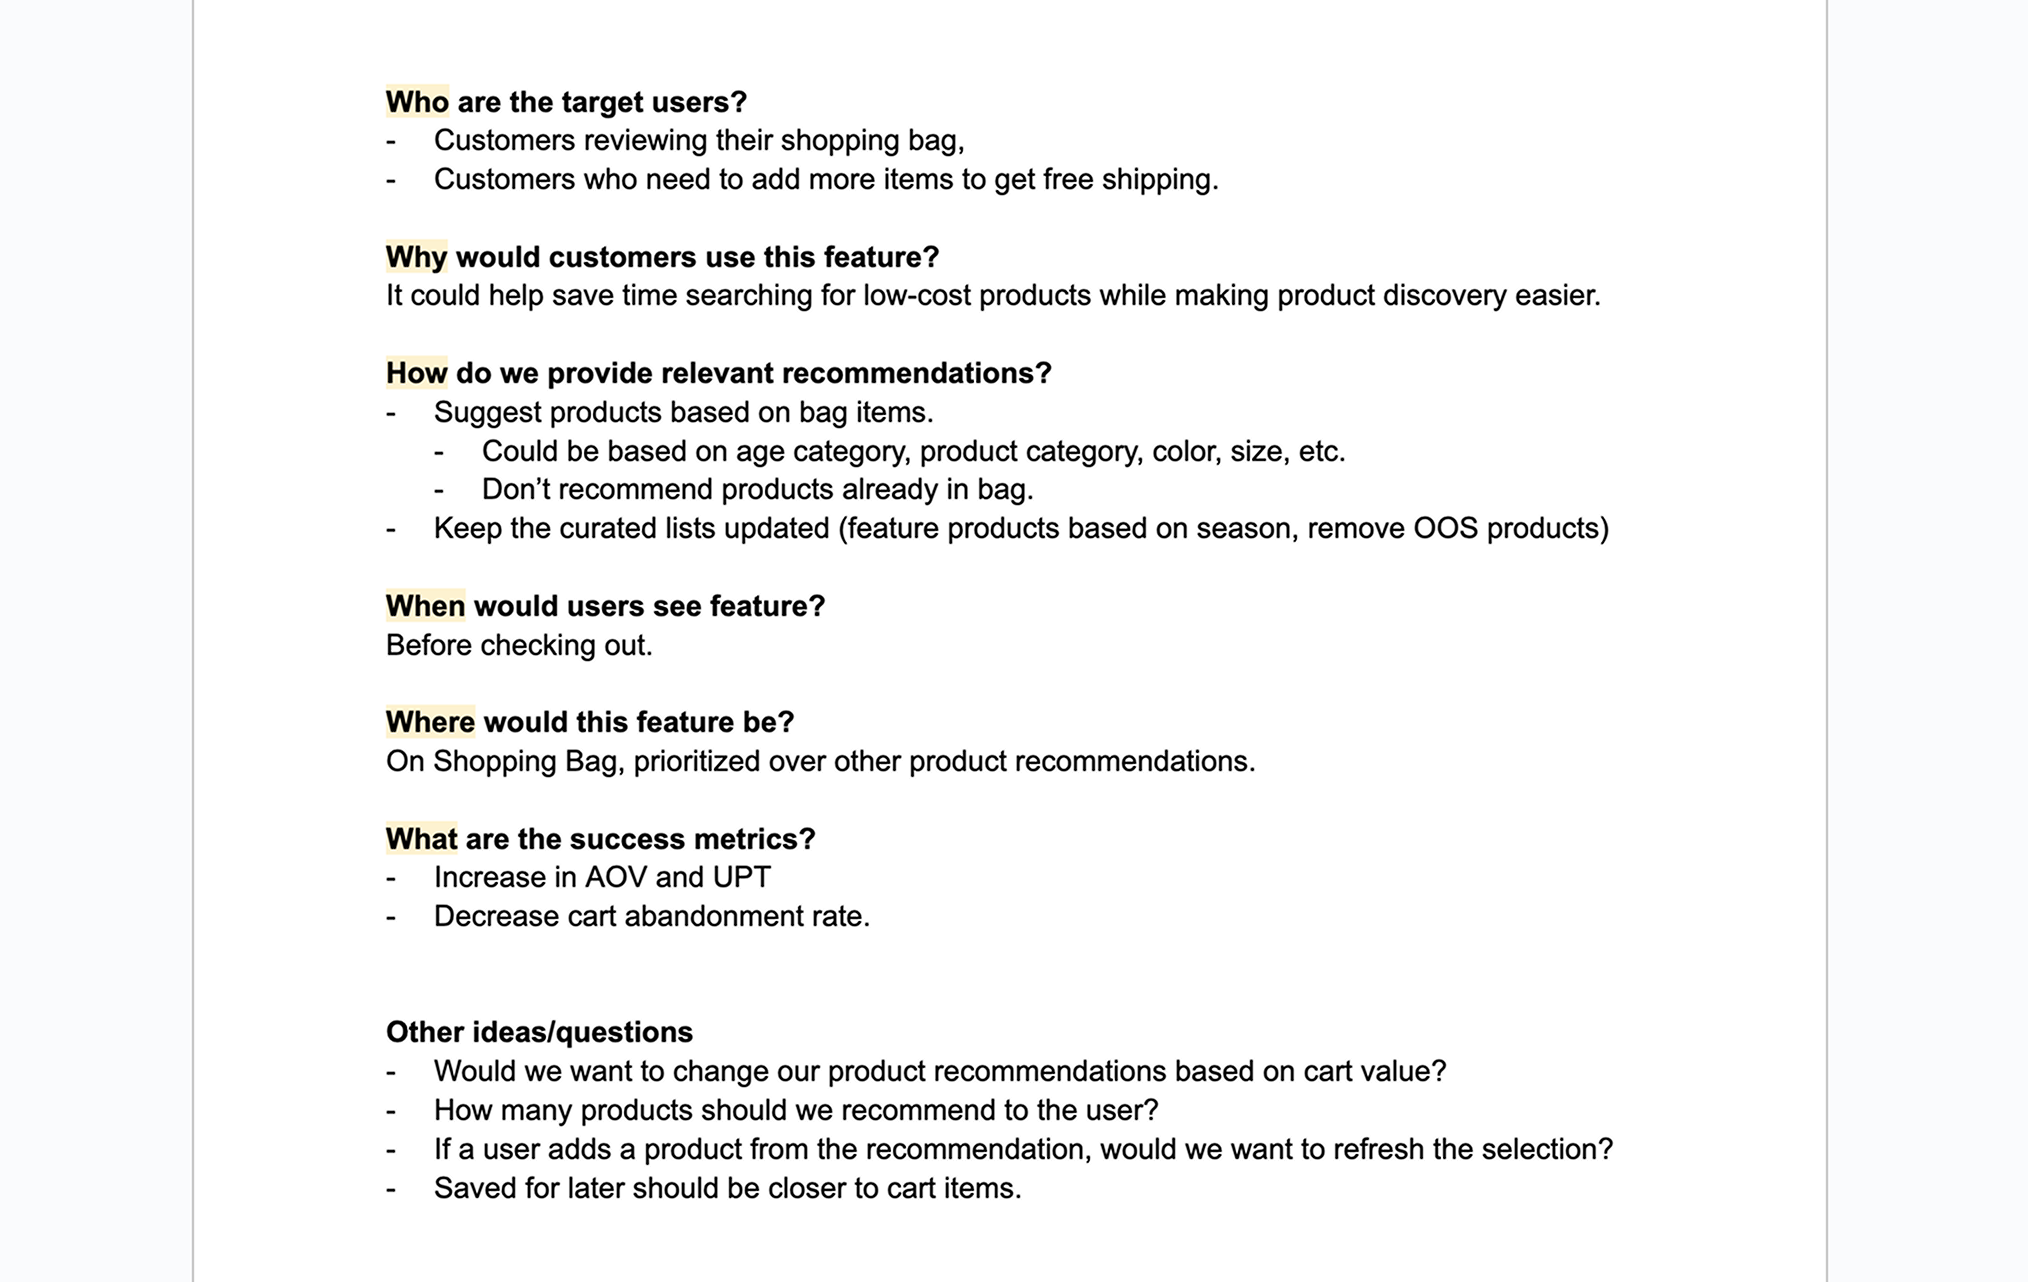 Who are the target users?
- Customers reviewing their shopping bag,
- Customers who need to add more items to get free shipping.
Why would customers use this feature?
It could help save time searching for low-cost products while making product discovery easier.
How do we provide relevant recommendations?
- Suggest products based on bag items.
- Could be based on age category, product category, color, size, etc.
- Don’t recommend products already in bag.
- Keep the curated lists updated (feature products based on season, remove OOS products)
When would users see feature?
Before checking out.
Where would this feature be?
On Shopping Bag, prioritized over other product recommendations.
What are the success metrics?
- Increase in AOV and UPT
- Decrease cart abandonment rate.
Other ideas/questions
- Would we want to change our product recommendations based on cart value?
- How many products should we recommend to the user?
- If a user adds a product from the recommendation, would we want to refresh the selection?
- Saved for later should be closer to cart items.